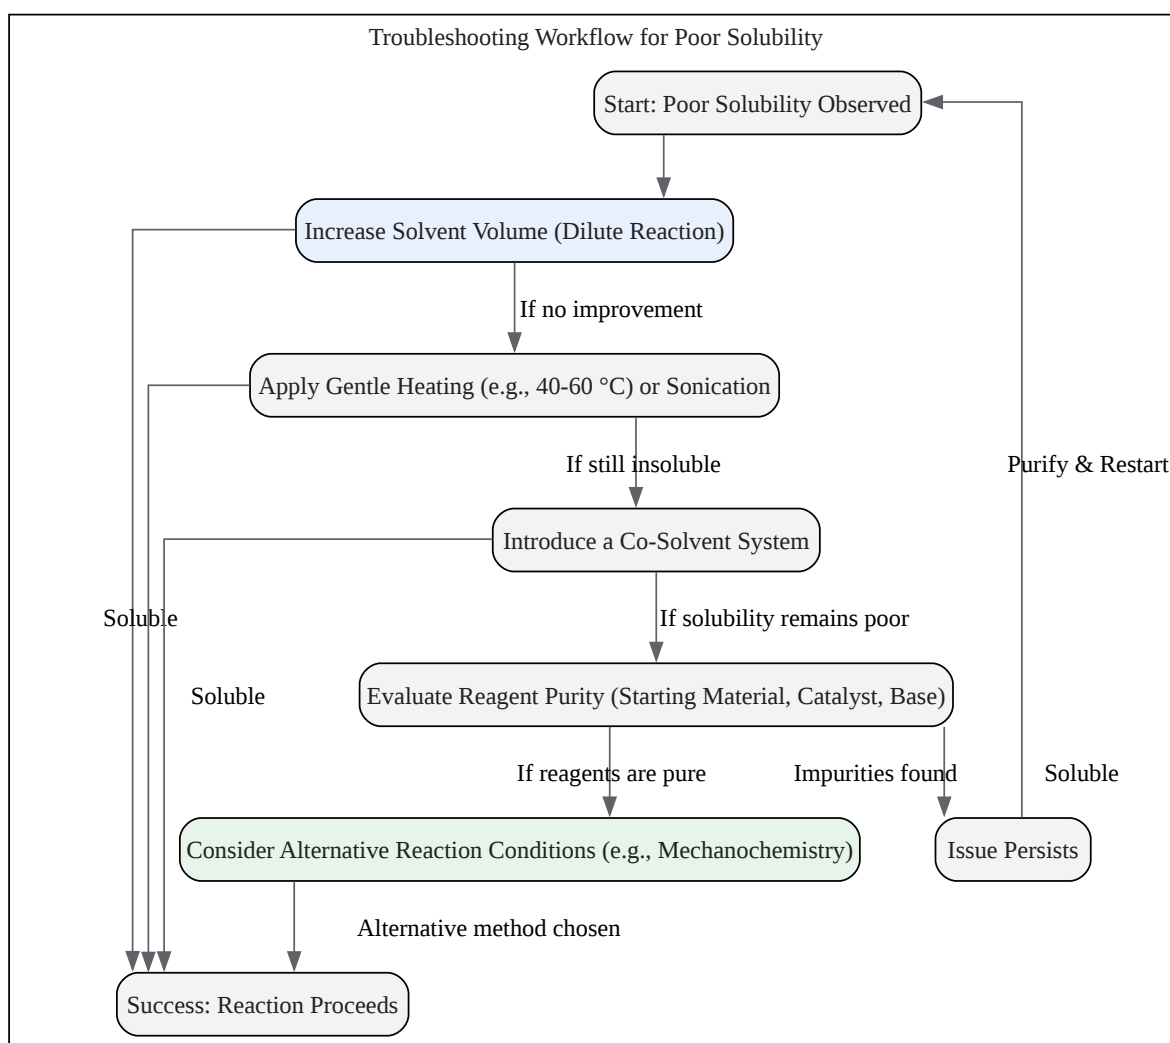 Troubleshooting Workflow for Poor Solubility
Start: Poor Solubility Observed
Increase Solvent Volume (Dilute Reaction)
If no improvement
Apply Gentle Heating (e.g., 40-60 °C) or Sonication
If still insoluble
Purify & Restart
Introduce a Co-Solvent System
Soluble
If solubility remains poor
Soluble
Evaluate Reagent Purity (Starting Material, Catalyst, Base)
If reagents are pure
Impurities found
Soluble
Consider Alternative Reaction Conditions (e.g., Mechanochemistry)
Issue Persists
Alternative method chosen
Success: Reaction Proceeds